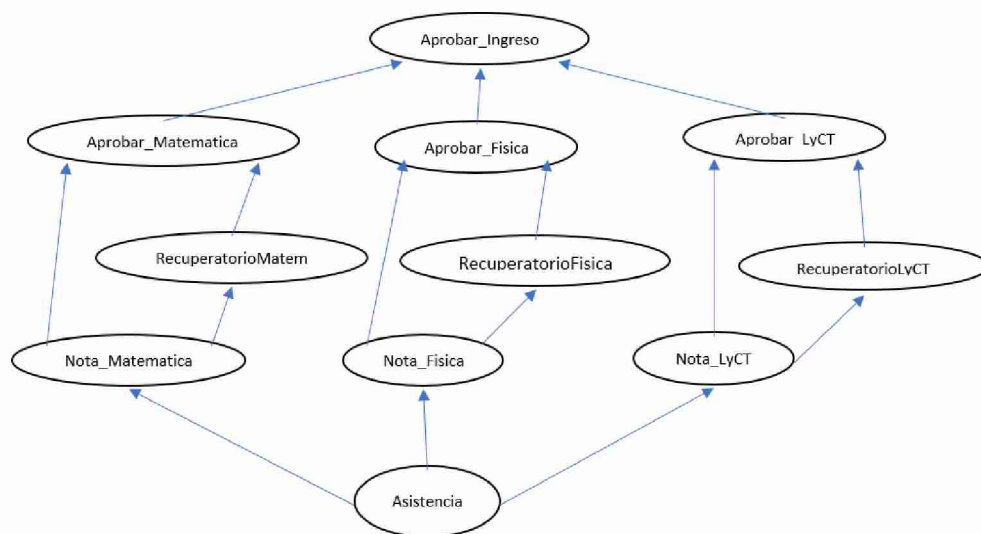 Aprobar_Ingreso
Aprobar_Matematica
Aprobar_Fisica
Aprobar LyCT
RecuperatorioMatem
RecuperatorioFisica
RecuperatorioLyCT
Nota_Matematica
Nota_Fisica
Nota_LyCT
Asistencia